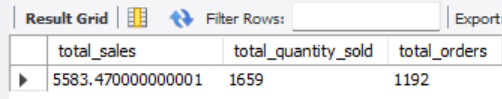 Result Grid Filter Rows: Export:
total_sales total_quantity_sold total_orders
5583.470000000001 1659 1192